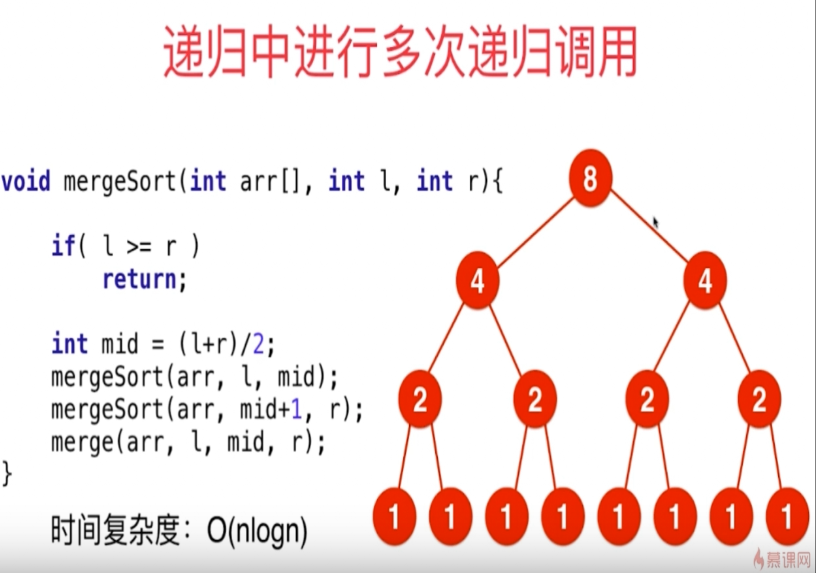 递归中进行多次递归调用
void mergeSort(int arr[], int l, int r){
if( l >= r )
return;
int mid = (l+r)/2;
mergeSort(arr, l, mid);
mergeSort(arr, mid+1, r);
merge(arr, l, mid, r);
}
时间复杂度：O(nlogn)
8
4 4
2 2 2 2
1 1 1 1 1 1 1 1
慕课网